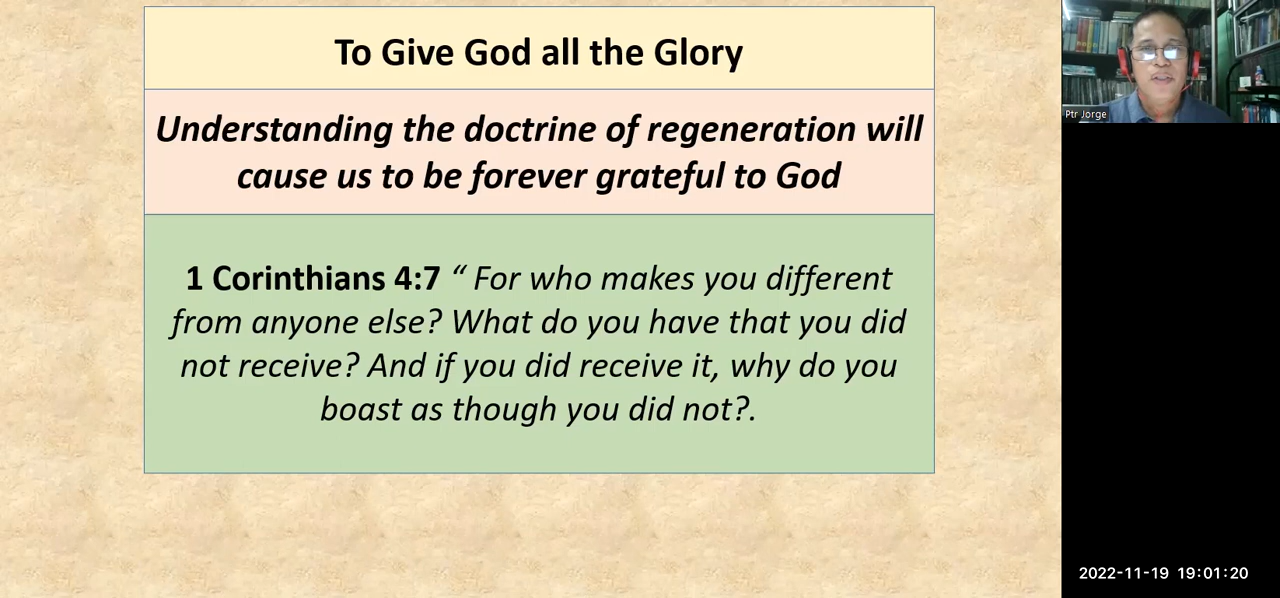 To Give God all the Glory
Understanding the doctrine of regeneration will
cause us to be forever grateful to God
1 Corinthians 4:7 “ For who makes you different
from anyone else? What do you have that you did
not receive? And if you did receive it, why do you
boast as though you did not?.
Ptr Jorge
2022-11-19 19:01:20